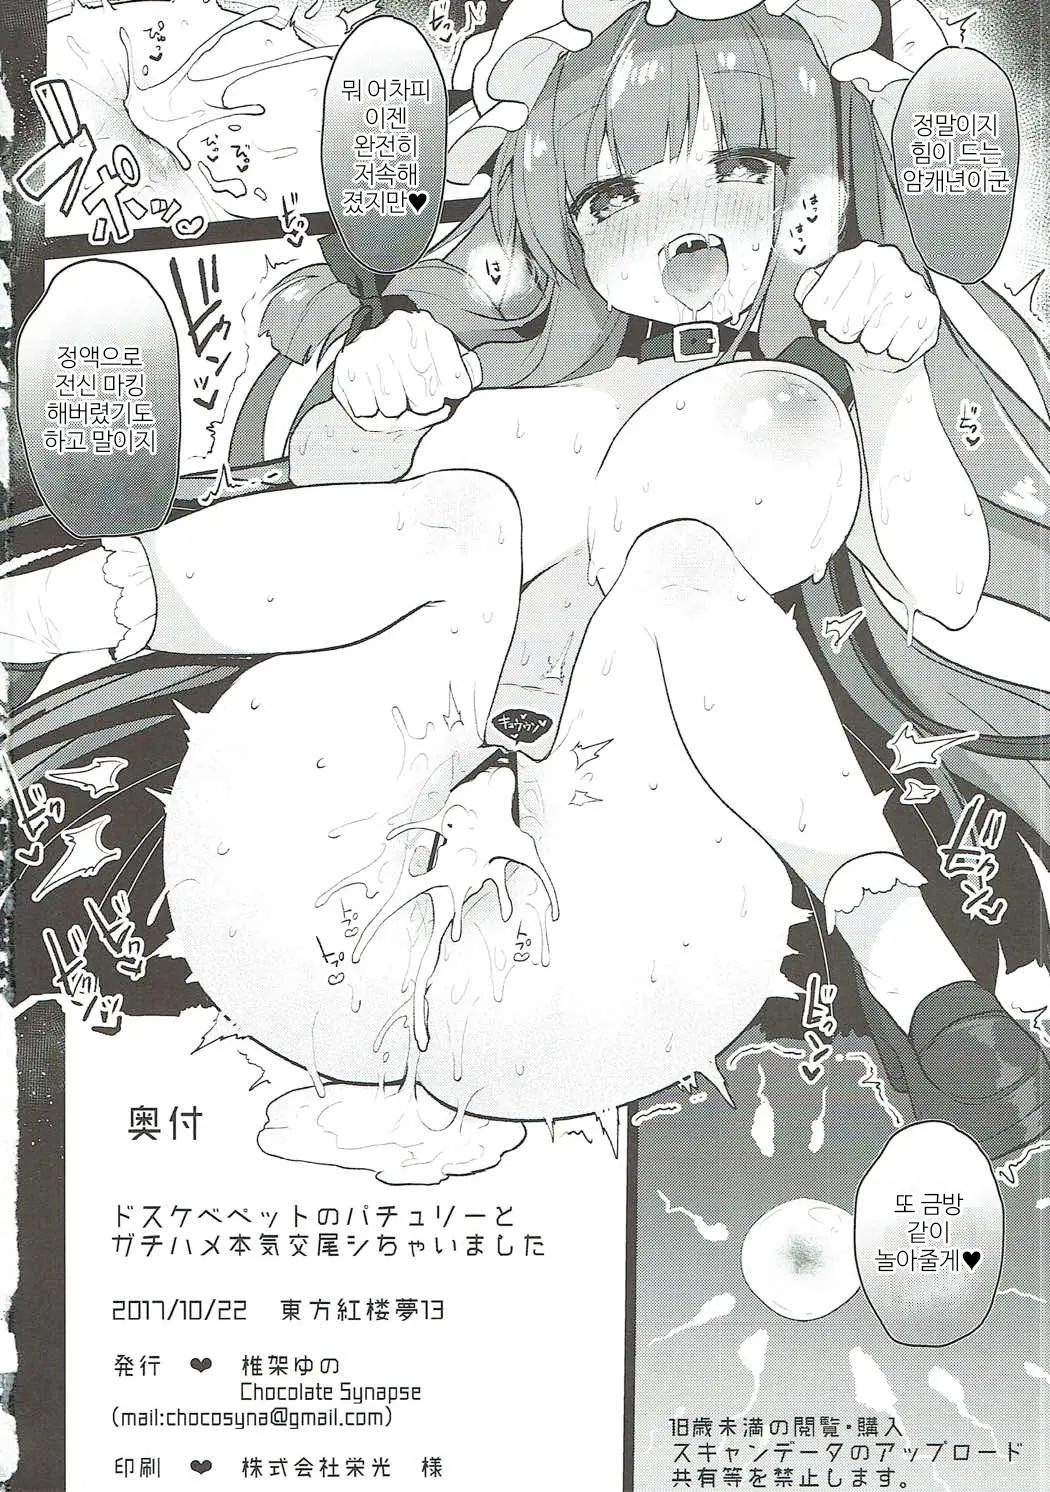 정말이지
힘이 드는
암캐년이군
뭐 어차피
이젠
완전히
저속해
졌지만♥
정액으로
전신 마킹
해버렸기도
하고 말이지
キュウゥン
또 금방
같이
놀아줄게♥
奥付
ドスケベペットのパチュリーと
ガチハメ本気交尾シちゃいました
2017/10/22 東方紅楼夢13
発行 ❤ 椎架ゆの
Chocolate Synapse
(mail:chocosyna@gmail.com)
印刷 ❤ 株式会社栄光 様
18歳未満の閲覧・購入
スキャンデータのアップロード
共有等を禁止します。